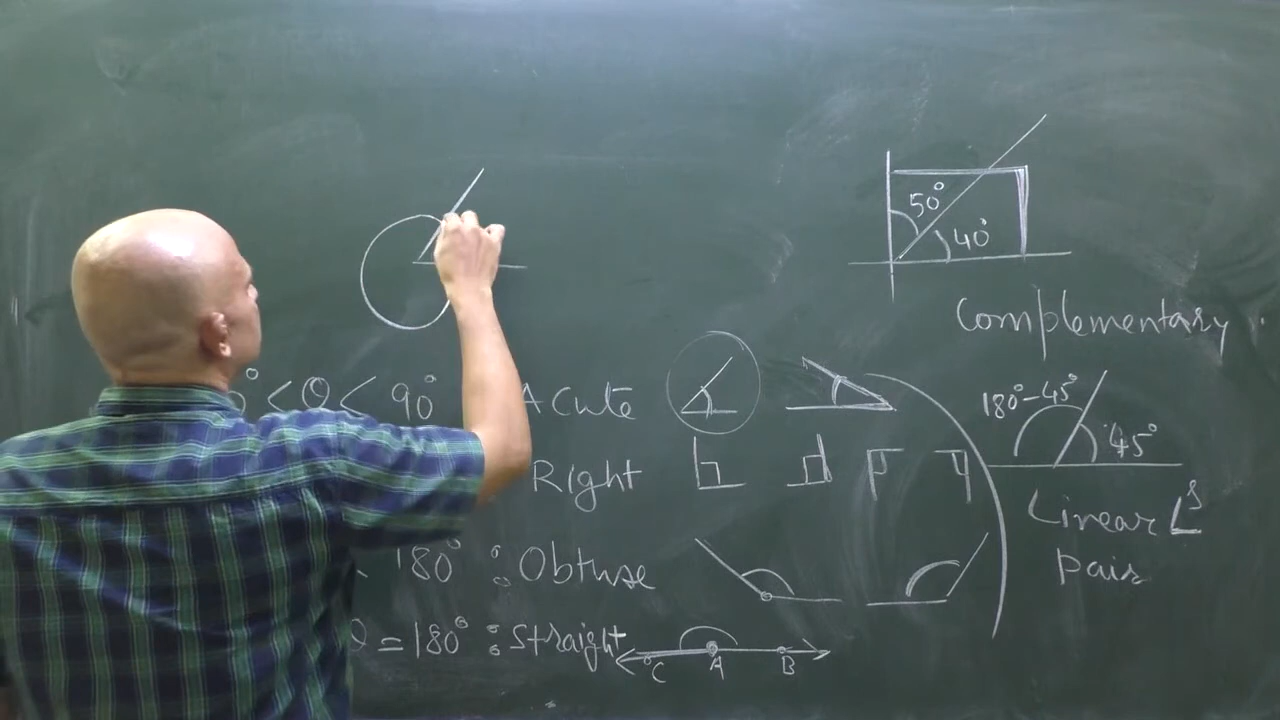 50°
40°
Complementary
° < θ < 90° Acute
180° - 45°
45°
Right
Linear ∠s
Pair
180° : Obtuse
θ = 180° : Straight
C A B